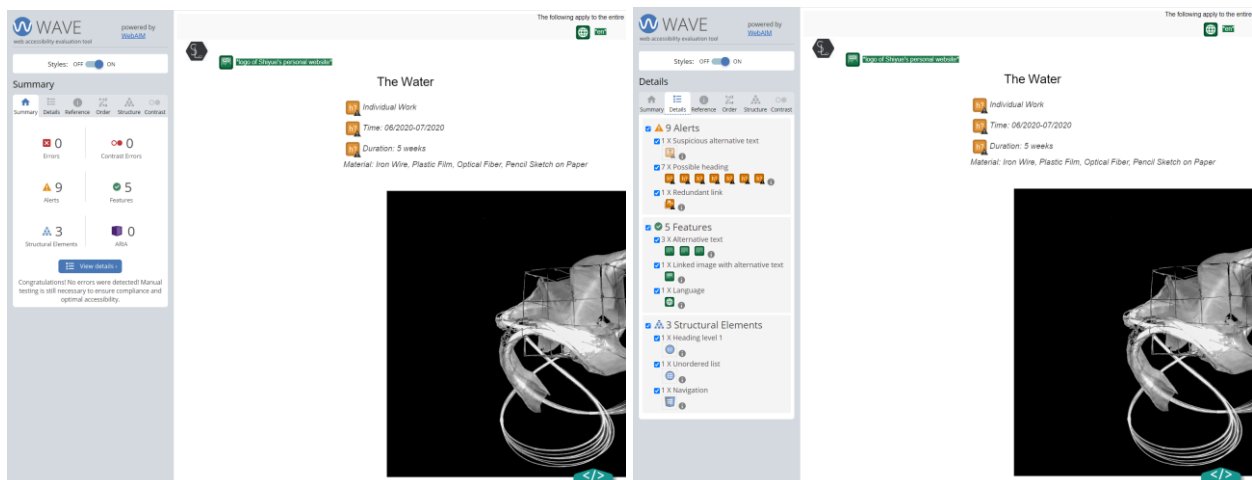 WAVE
web accessibility evaluation tool
powered by
WebAIM
Styles: OFF ON
Summary
Summary Details Reference Order Structure Contrast
0
Errors
0
Contrast Errors
9
Alerts
5
Features
3
Structural Elements
0
ARIA
View details ›
Congratulations! No errors were detected! Manual
testing is still necessary to ensure compliance and
optimal accessibility.
The following apply to the entire
"en"
*logo of Shiyue's personal website*
The Water
h? Individual Work
h? Time: 06/2020-07/2020
h? Duration: 5 weeks
Material: Iron Wire, Plastic Film, Optical Fiber, Pencil Sketch on Paper
</>
WAVE
web accessibility evaluation tool
powered by
WebAIM
Styles: OFF ON
Details
Summary Details Reference Order Structure Contrast
9 Alerts
1 X Suspicious alternative text
7 X Possible heading
h? h? h? h? h? h? h?
1 X Redundant link
5 Features
3 X Alternative text
1 X Linked image with alternative text
1 X Language
3 Structural Elements
1 X Heading level 1
1 X Unordered list
1 X Navigation
The following apply to the entire
"en"
*logo of Shiyue's personal website*
The Water
h? Individual Work
h? Time: 06/2020-07/2020
h? Duration: 5 weeks
Material: Iron Wire, Plastic Film, Optical Fiber, Pencil Sketch on Paper
</>